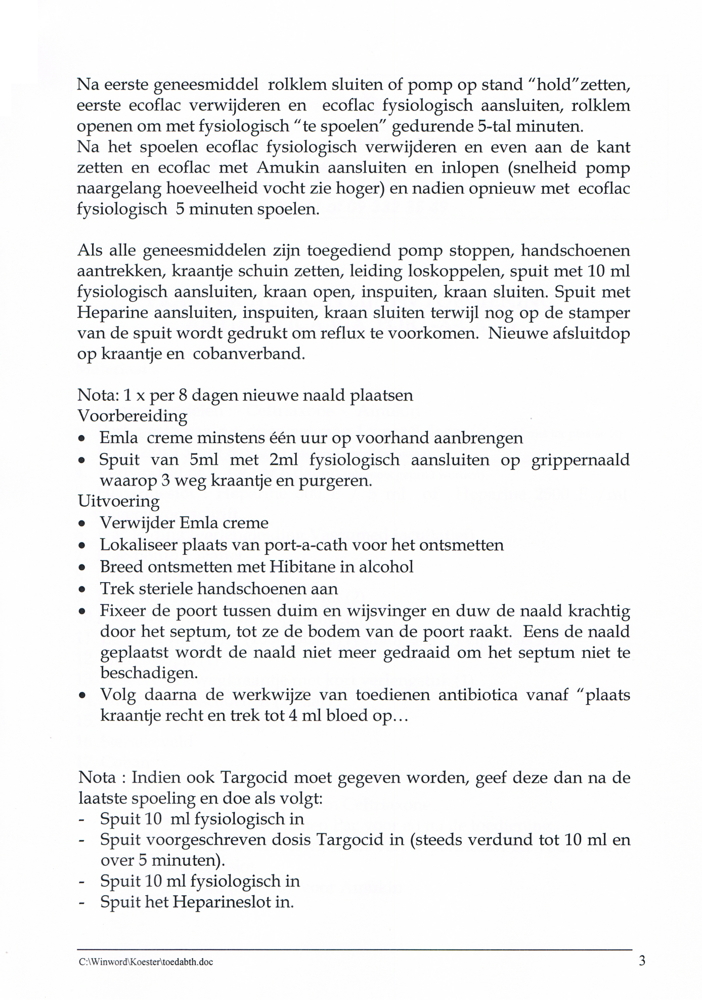 Na eerste geneesmiddel rolklem sluiten of pomp op stand “hold”zetten,
eerste ecoflac verwijderen en ecoflac fysiologisch aansluiten, rolklem
openen om met fysiologisch “te spoelen” gedurende 5-tal minuten.
Na het spoelen ecoflac fysiologisch verwijderen en even aan de kant
zetten en ecoflac met Amukin aansluiten en inlopen (snelheid pomp
naargelang hoeveelheid vocht zie hoger) en nadien opnieuw met ecoflac
fysiologisch 5 minuten spoelen.
Als alle geneesmiddelen zijn toegediend pomp stoppen, handschoenen
aantrekken, kraantje schuin zetten, leiding loskoppelen, spuit met 10 ml
fysiologisch aansluiten, kraan open, inspuiten, kraan sluiten. Spuit met
Heparine aansluiten, inspuiten, kraan sluiten terwijl nog op de stamper
van de spuit wordt gedrukt om reflux te voorkomen. Nieuwe afsluitdop
op kraantje en cobanverband.
Nota: 1 x per 8 dagen nieuwe naald plaatsen
Voorbereiding
• Emla creme minstens één uur op voorhand aanbrengen
• Spuit van 5ml met 2ml fysiologisch aansluiten op grippernaald
waarop 3 weg kraantje en purgeren.
Uitvoering
• Verwijder Emla creme
• Lokaliseer plaats van port-a-cath voor het ontsmetten
• Breed ontsmetten met Hibitane in alcohol
• Trek steriele handschoenen aan
• Fixeer de poort tussen duim en wijsvinger en duw de naald krachtig
door het septum, tot ze de bodem van de poort raakt. Eens de naald
geplaatst wordt de naald niet meer gedraaid om het septum niet te
beschadigen.
• Volg daarna de werkwijze van toedienen antibiotica vanaf “plaats
kraantje recht en trek tot 4 ml bloed op…
Nota : Indien ook Targocid moet gegeven worden, geef deze dan na de
laatste spoeling en doe als volgt:
- Spuit 10 ml fysiologisch in
- Spuit voorgeschreven dosis Targocid in (steeds verdund tot 10 ml en
over 5 minuten).
- Spuit 10 ml fysiologisch in
- Spuit het Heparineslot in.
C:\Winword\Koester\toedabth.doc
3